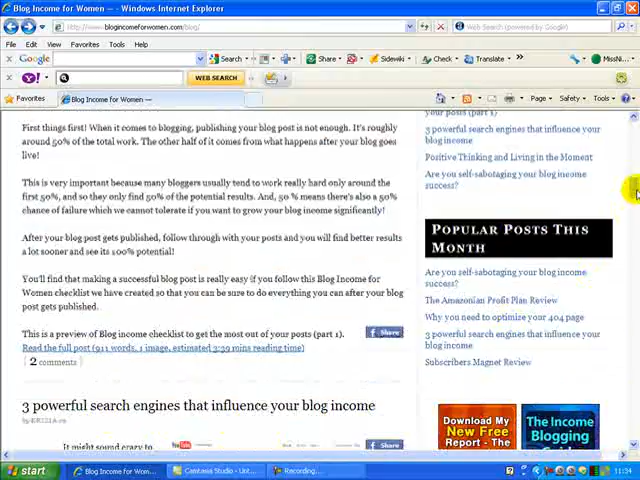 Blog Income for Women — - Windows Internet Explorer
http://www.blogincomeforwomen.com/blog/
Web Search (powered by Google)
File Edit View Favorites Tools Help
Google
Search
Share
Sidewiki
Check
Translate
Y!
WEB SEARCH
Favorites
Blog Income for Women —
Page
Safety
Tools
First things first! When it comes to blogging, publishing your blog post is not enough. It's roughly
around 50% of the total work. The other half of it comes from what happens after your blog goes
live!
This is very important because many bloggers usually tend to work really hard only around the
first 50%, and so they only find 50% of the potential results. And, 50 % means there's also a 50%
chance of failure which we cannot tolerate if you want to grow your blog income significantly!
After your blog post gets published, follow through with your posts and you will find better results
a lot sooner and see its 100% potential!
You'll find that making a successful blog post is really easy if you follow this Blog Income for
Women checklist we have created so that you can be sure to do everything you can after your blog
post gets published.
This is a preview of Blog income checklist to get the most out of your posts (part 1).
Share
Read the full post (911 words, 1 image, estimated 3:39 mins reading time)
{ 2 comments }
3 powerful search engines that influence your blog income
It might sound crazy to
You Tube
Share
your posts (part 1)
3 powerful search engines that influence your
blog income
Positive Thinking and Living in the Moment
Are you self-sabotaging your blog income
success?
Popular Posts This
Month
Are you self-sabotaging your blog income
success?
The Amazonian Profit Plan Review
Why you need to optimize your 404 page
3 powerful search engines that influence your
blog income
Subscribers Magnet Review
Download My
New Free
Report - The
The Income
Blogging
Guide
start
Blog Income for Wom...
Camtasia Studio - Unt...
Recording...
11:34